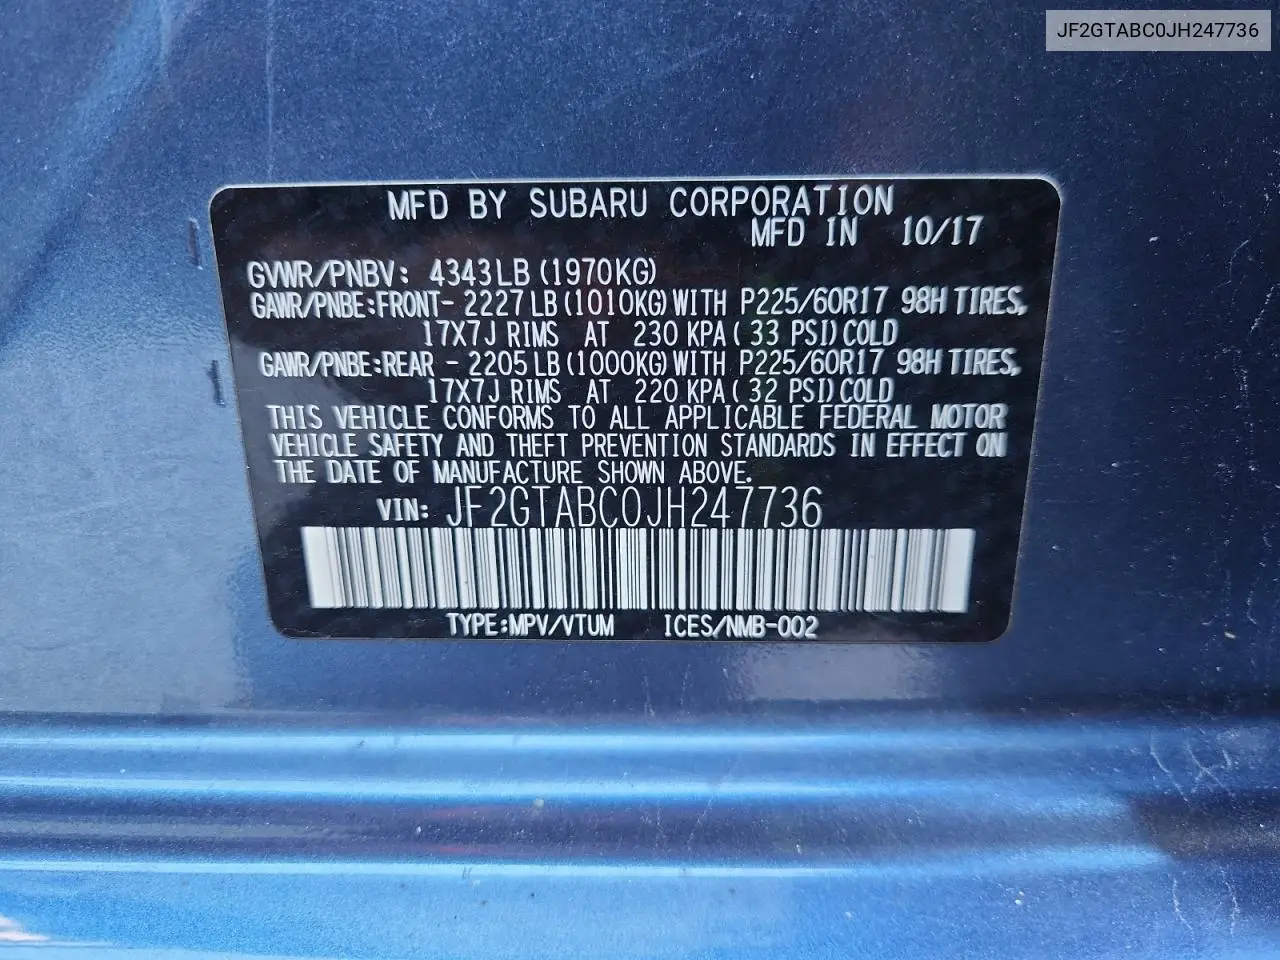 JF2GTABC0JH247736
MFD BY SUBARU CORPORATION
MFD IN 10/17
GVWR/PNBV: 4343LB (1970KG)
GAWR/PNBE:FRONT- 2227LB (1010KG) WITH P225/60R17 98H TIRES,
17X7J RIMS AT 230 KPA ( 33 PSI) COLD
GAWR/PNBE:REAR - 2205LB (1000KG) WITH P225/60R17 98H TIRES,
17X7J RIMS AT 220 KPA ( 32 PSI) COLD
THIS VEHICLE CONFORMS TO ALL APPLICABLE FEDERAL MOTOR
VEHICLE SAFETY AND THEFT PREVENTION STANDARDS IN EFFECT ON
THE DATE OF MANUFACTURE SHOWN ABOVE.
VIN: JF2GTABC0JH247736
TYPE:MPV/VTUM ICES/NMB-002